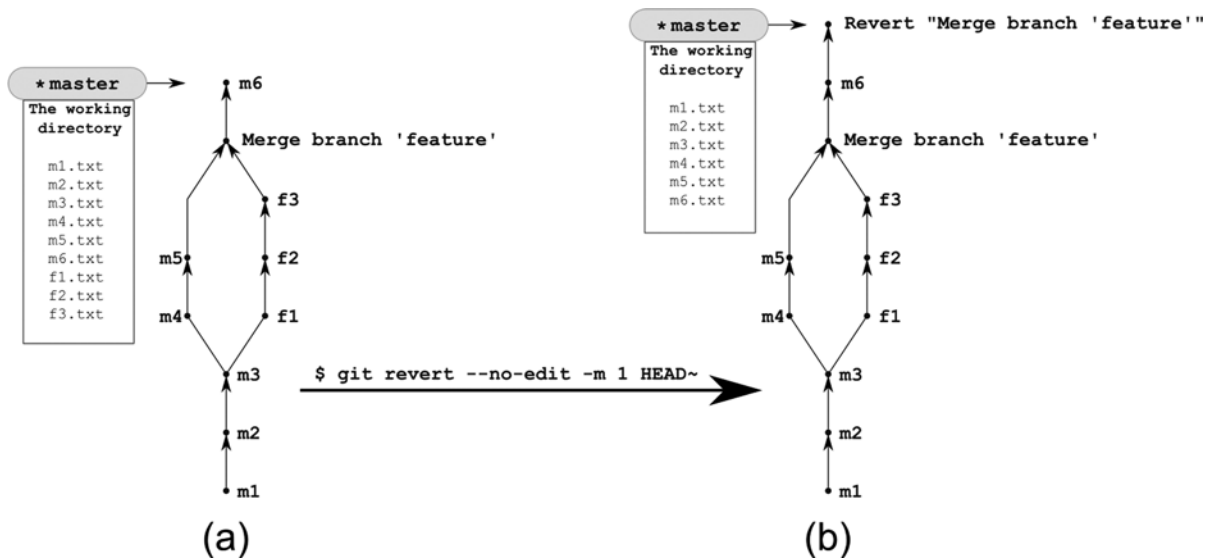 *master
The working
directory
m1.txt
m2.txt
m3.txt
m4.txt
m5.txt
m6.txt
f1.txt
f2.txt
f3.txt
m6
Merge branch 'feature'
f3
m5
f2
m4
f1
m3
m2
m1
(a)
$ git revert --no-edit -m 1 HEAD~
*master
The working
directory
m1.txt
m2.txt
m3.txt
m4.txt
m5.txt
m6.txt
Revert "Merge branch 'feature'"
m6
Merge branch 'feature'
f3
m5
f2
m4
f1
m3
m2
m1
(b)